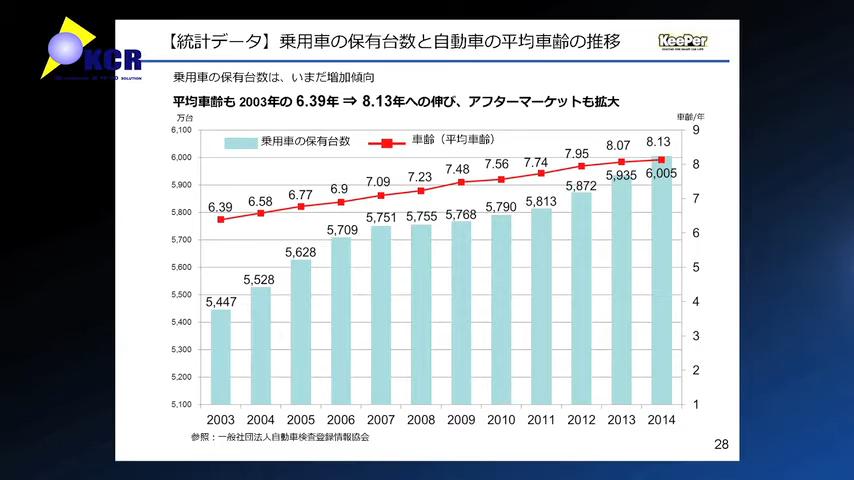 KCR
【統計データ】乗用車の保有台数と自動車の平均車齢の推移
KeePer
乗用車の保有台数は、いまだ増加傾向
平均車齢も 2003年の 6.39年 ⇒ 8.13年への伸び、アフターマーケットも拡大
万台
車齢/年
乗用車の保有台数
車齢（平均車齢）
6,100
6,000
5,900
5,800
5,700
5,600
5,500
5,400
5,300
5,200
5,100
9
8
7
6
5
4
3
2
1
6.39 6.58 6.77 6.9 7.09 7.23 7.48 7.56 7.74 7.95 8.07 8.13
5,447 5,528 5,628 5,709 5,751 5,755 5,768 5,790 5,813 5,872 5,935 6,005
2003 2004 2005 2006 2007 2008 2009 2010 2011 2012 2013 2014
参照：一般社団法人自動車検査登録情報協会
28